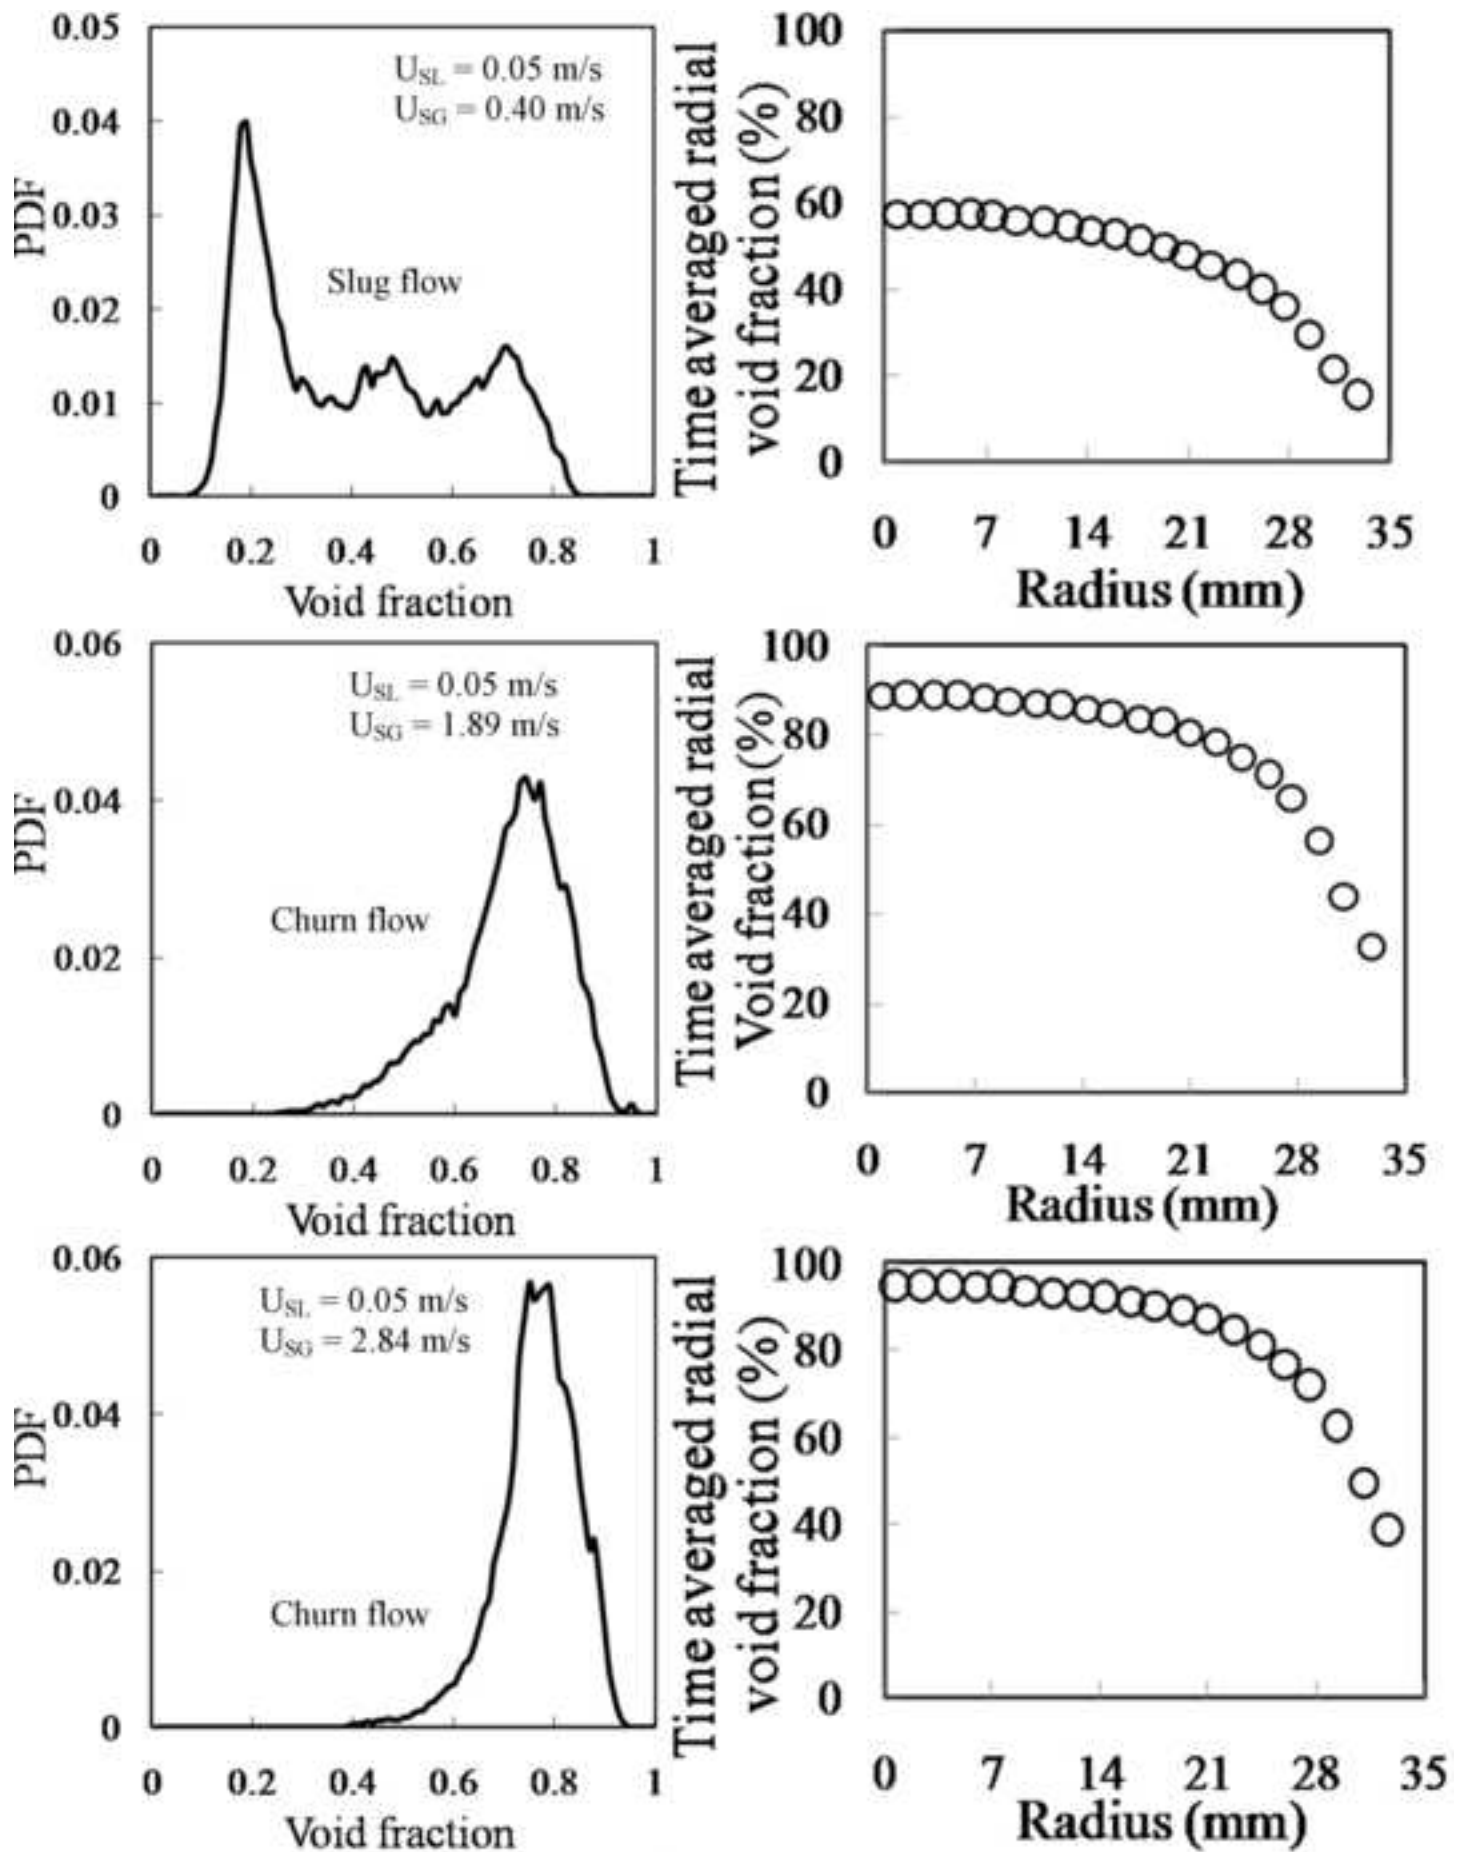 0.05
0.04
0.03
0.02
0.01
0
PDF
U_SL = 0.05 m/s
U_SG = 0.40 m/s
Slug flow
0 0.2 0.4 0.6 0.8 1
Void fraction
Time averaged radial
void fraction (%)
100
80
60
40
20
0
0 7 14 21 28 35
Radius (mm)
0.06
0.04
0.02
0
PDF
U_SL = 0.05 m/s
U_SG = 1.89 m/s
Churn flow
0 0.2 0.4 0.6 0.8 1
Void fraction
Time averaged radial
Void fraction(%)
100
80
60
40
20
0
0 7 14 21 28 35
Radius (mm)
0.06
0.04
0.02
0
PDF
U_SL = 0.05 m/s
U_SG = 2.84 m/s
Churn flow
0 0.2 0.4 0.6 0.8 1
Void fraction
Time averaged radial
void fraction (%)
100
80
60
40
20
0
0 7 14 21 28 35
Radius (mm)